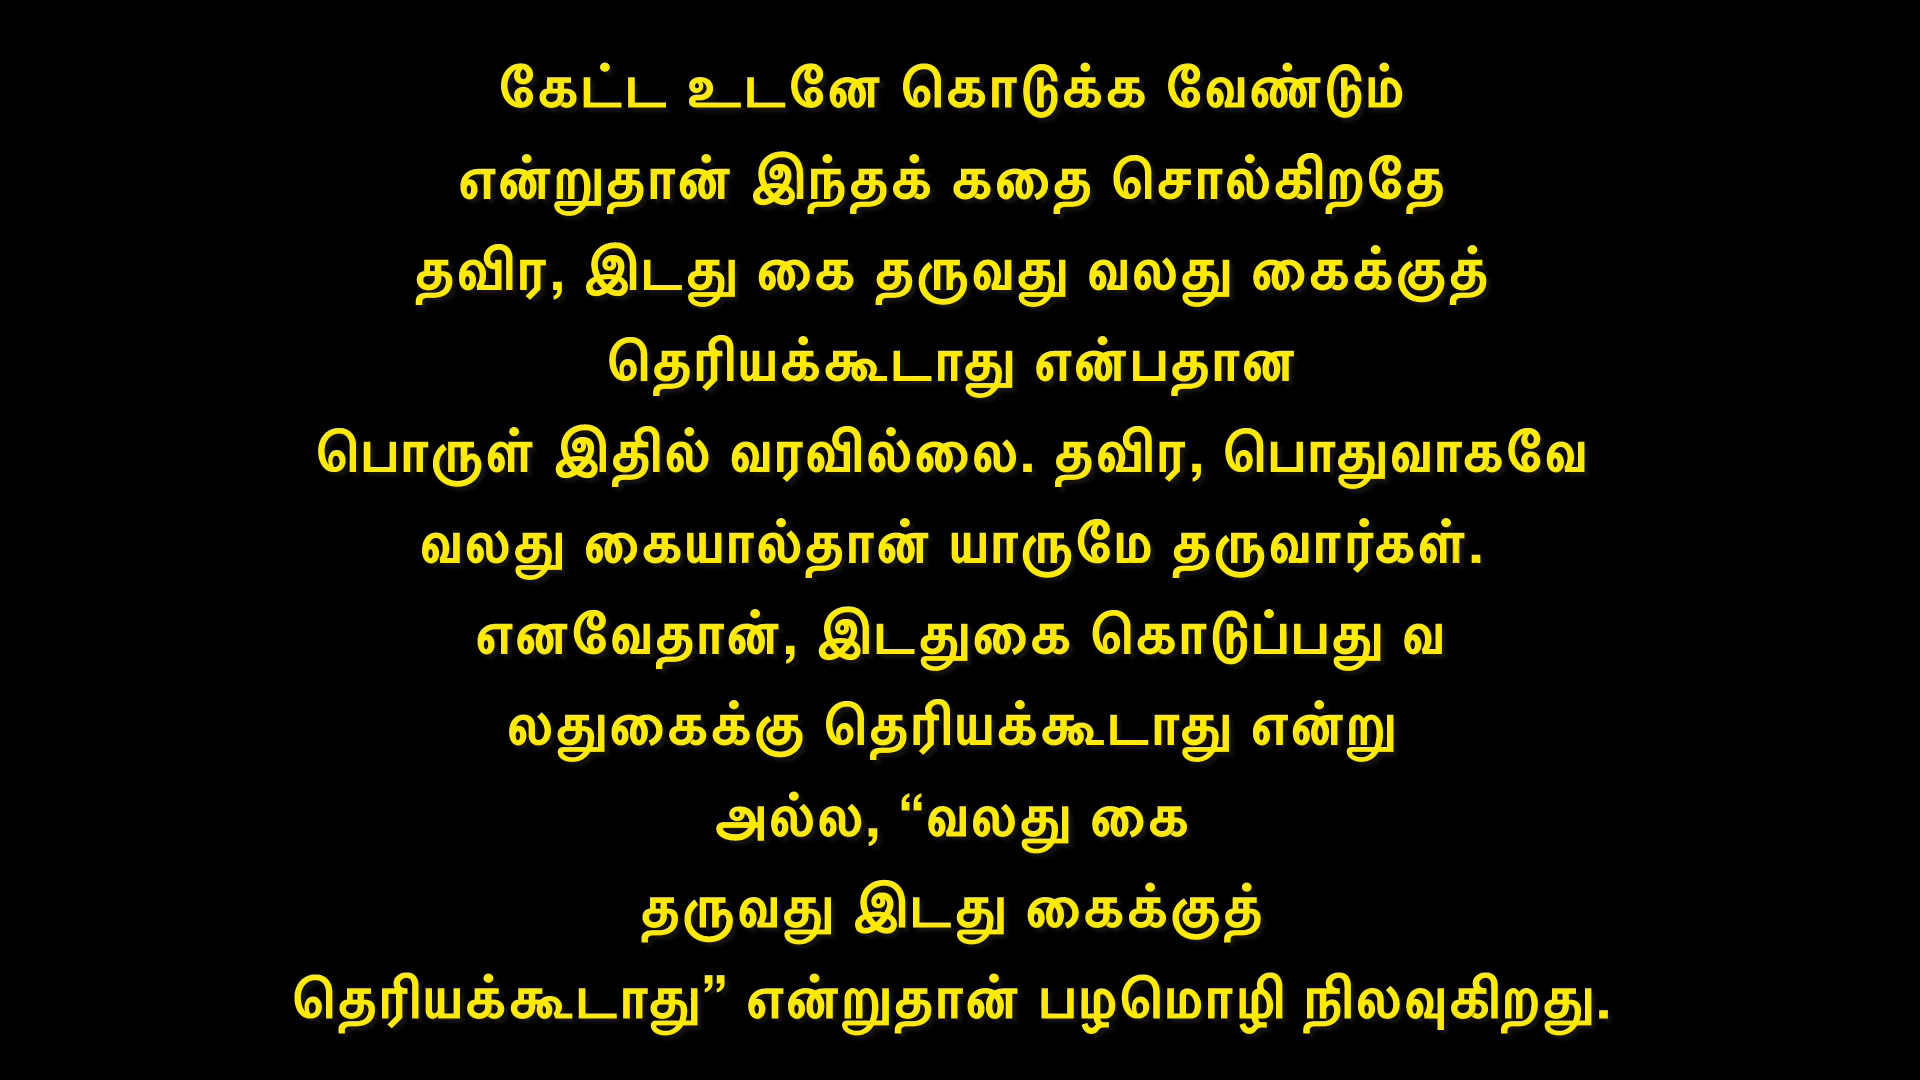 கேட்ட உடனே கொடுக்க வேண்டும்
என்றுதான் இந்தக் கதை சொல்கிறதே
தவிர, இடது கை தருவது வலது கைக்குத்
தெரியக்கூடாது என்பதான
பொருள் இதில் வரவில்லை. தவிர, பொதுவாகவே
வலது கையால்தான் யாருமே தருவார்கள்.
எனவேதான், இடதுகை கொடுப்பது வ
லதுகைக்கு தெரியக்கூடாது என்று
அல்ல, “வலது கை
தருவது இடது கைக்குத்
தெரியக்கூடாது” என்றுதான் பழமொழி நிலவுகிறது.